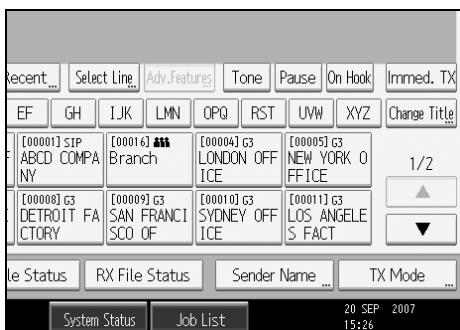 Recent Select Line Adv.Features Tone Pause On Hook Immed. TX
EF GH IJK LMN OPQ RST UVW XYZ Change Title
[00001] SIP [00016] [00004] G3 [00005] G3
ABCD COMPA Branch LONDON OFF NEW YORK O 1/2
NY ICE FFICE
[00008] G3 [00009] G3 [00010] G3 [00011] G3
DETROIT FA SAN FRANCI SYDNEY OFF LOS ANGELE
CTORY SCO OF ICE S FACT
le Status RX File Status Sender Name TX Mode
System Status Job List 20 SEP 2007
15:26